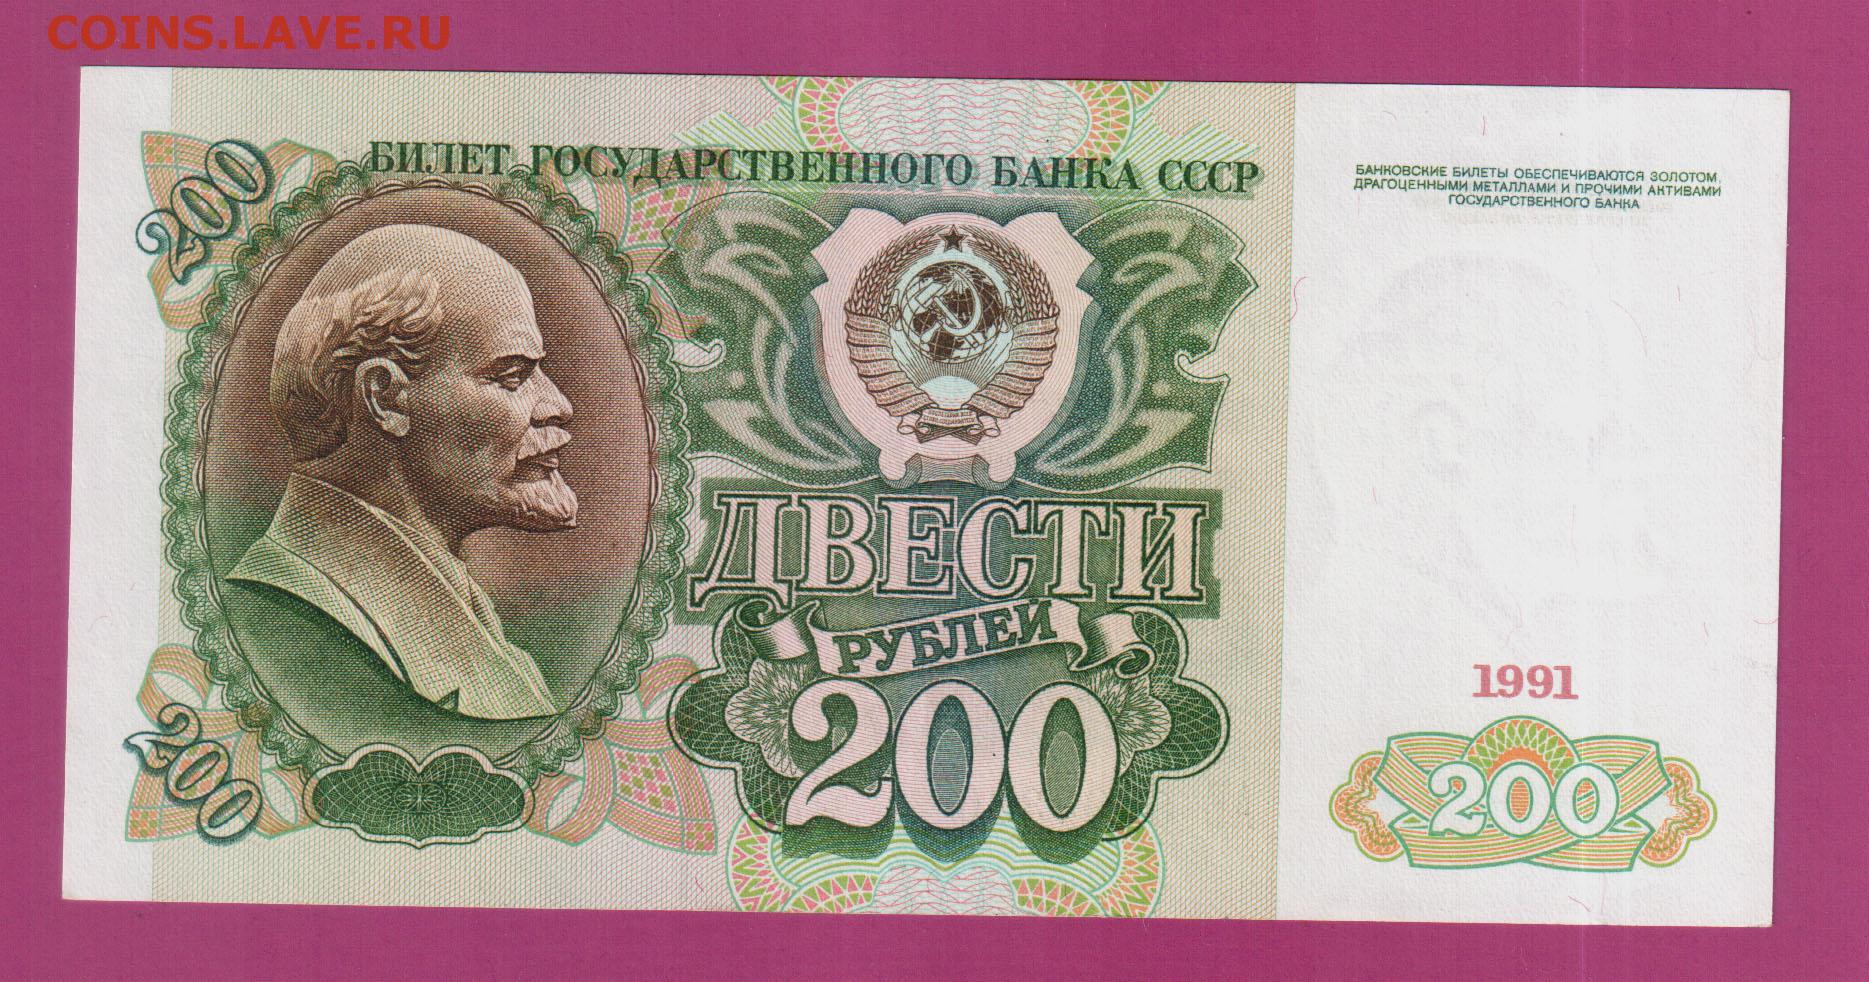 COINS.LAVE.RU
БИЛЕТ ГОСУДАРСТВЕННОГО БАНКА СССР
200
БАНКОВСКИЕ БИЛЕТЫ ОБЕСПЕЧИВАЮТСЯ ЗОЛОТОМ,
ДРАГОЦЕННЫМИ МЕТАЛЛАМИ И ПРОЧИМИ АКТИВАМИ
ГОСУДАРСТВЕННОГО БАНКА
ДВЕСТИ
РУБЛЕЙ
200
200
1991
200